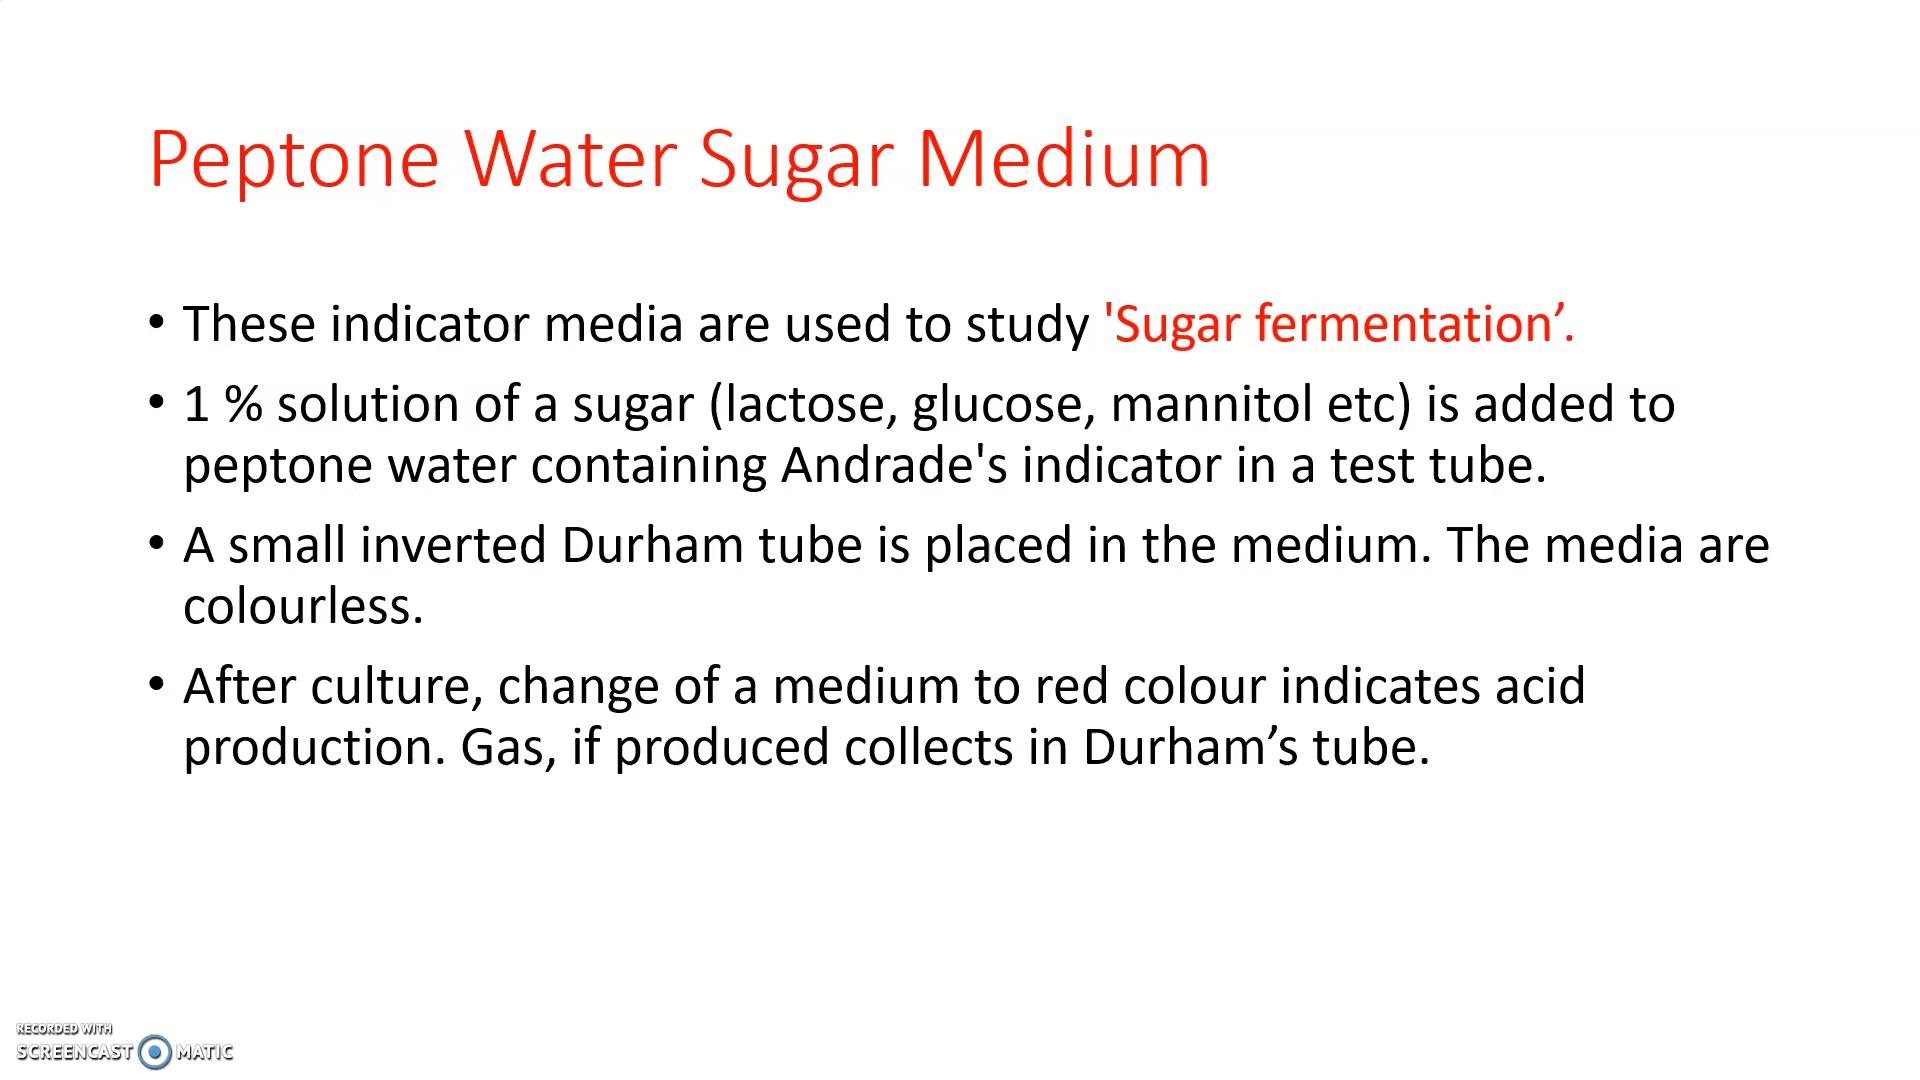 Peptone Water Sugar Medium
• These indicator media are used to study 'Sugar fermentation’.
• 1 % solution of a sugar (lactose, glucose, mannitol etc) is added to
peptone water containing Andrade's indicator in a test tube.
• A small inverted Durham tube is placed in the medium. The media are
colourless.
• After culture, change of a medium to red colour indicates acid
production. Gas, if produced collects in Durham’s tube.
RECORDED WITH
SCREENCAST MATIC